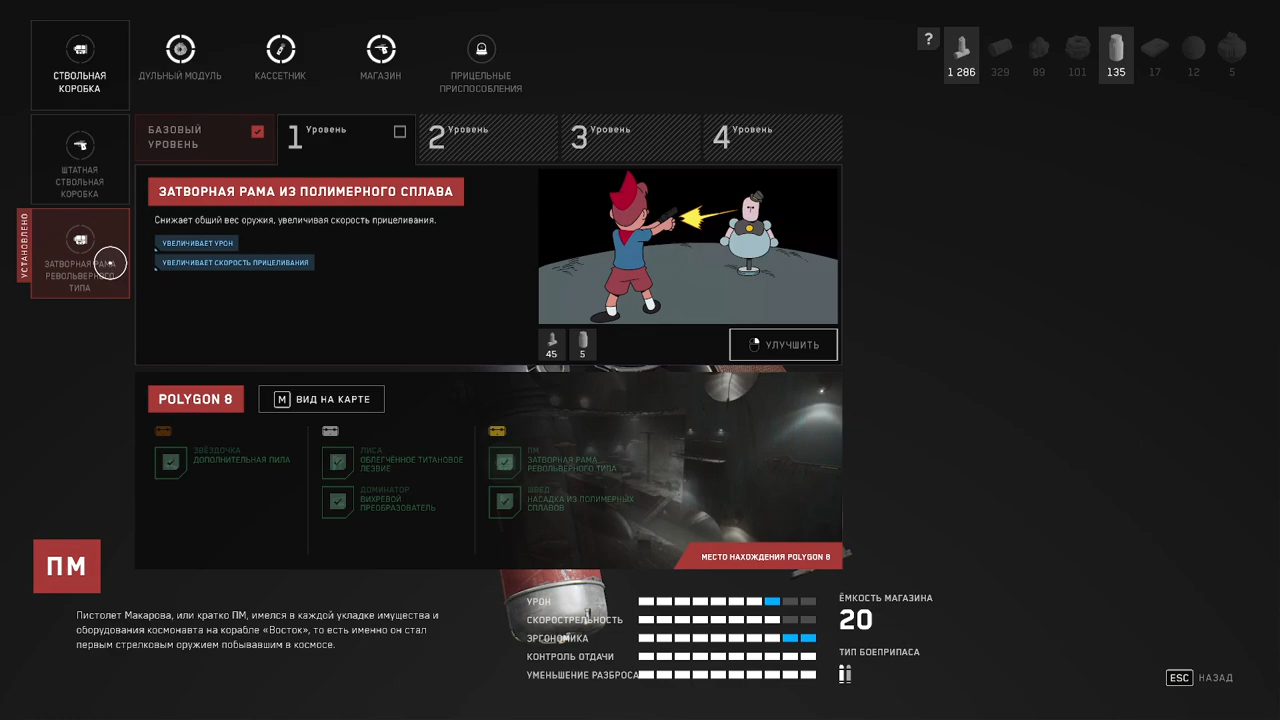 СТВОЛЬНАЯ
КОРОБКА
ДУЛЬНЫЙ МОДУЛЬ
КАССЕТНИК
МАГАЗИН
ПРИЦЕЛЬНЫЕ
ПРИСПОСОБЛЕНИЯ
?
1 286
329
89
101
135
17
12
5
ШТАТНАЯ
СТВОЛЬНАЯ
КОРОБКА
УСТАНОВЛЕНО
ЗАТВОРНАЯ РАМА
РЕВОЛЬВЕРНОГО
ТИПА
БАЗОВЫЙ
УРОВЕНЬ
1 Уровень
2 Уровень
3 Уровень
4 Уровень
ЗАТВОРНАЯ РАМА ИЗ ПОЛИМЕРНОГО СПЛАВА
Снижает общий вес оружия, увеличивая скорость прицеливания.
УВЕЛИЧИВАЕТ УРОН
УВЕЛИЧИВАЕТ СКОРОСТЬ ПРИЦЕЛИВАНИЯ
45
5
УЛУЧШИТЬ
POLYGON 8
M ВИД НА КАРТЕ
ЗВЁЗДОЧКА
ДОПОЛНИТЕЛЬНАЯ ПИЛА
ЛИСА
ОБЛЕГЧЁННОЕ ТИТАНОВОЕ
ЛЕЗВИЕ
ДОМИНАТОР
ВИХРЕВОЙ
ПРЕОБРАЗОВАТЕЛЬ
ПМ
ЗАТВОРНАЯ РАМА
РЕВОЛЬВЕРНОГО ТИПА
ШВЕД
НАСАДКА ИЗ ПОЛИМЕРНЫХ
СПЛАВОВ
МЕСТО НАХОЖДЕНИЯ POLYGON 8
ПМ
Пистолет Макарова, или кратко ПМ, имелся в каждой укладке имущества и
оборудования космонавта на корабле «Восток», то есть именно он стал
первым стрелковым оружием побывавшим в космосе.
УРОН
СКОРОСТРЕЛЬНОСТЬ
ЭРГОНОМИКА
КОНТРОЛЬ ОТДАЧИ
УМЕНЬШЕНИЕ РАЗБРОСА
ЁМКОСТЬ МАГАЗИНА
20
ТИП БОЕПРИПАСА
ESC НАЗАД